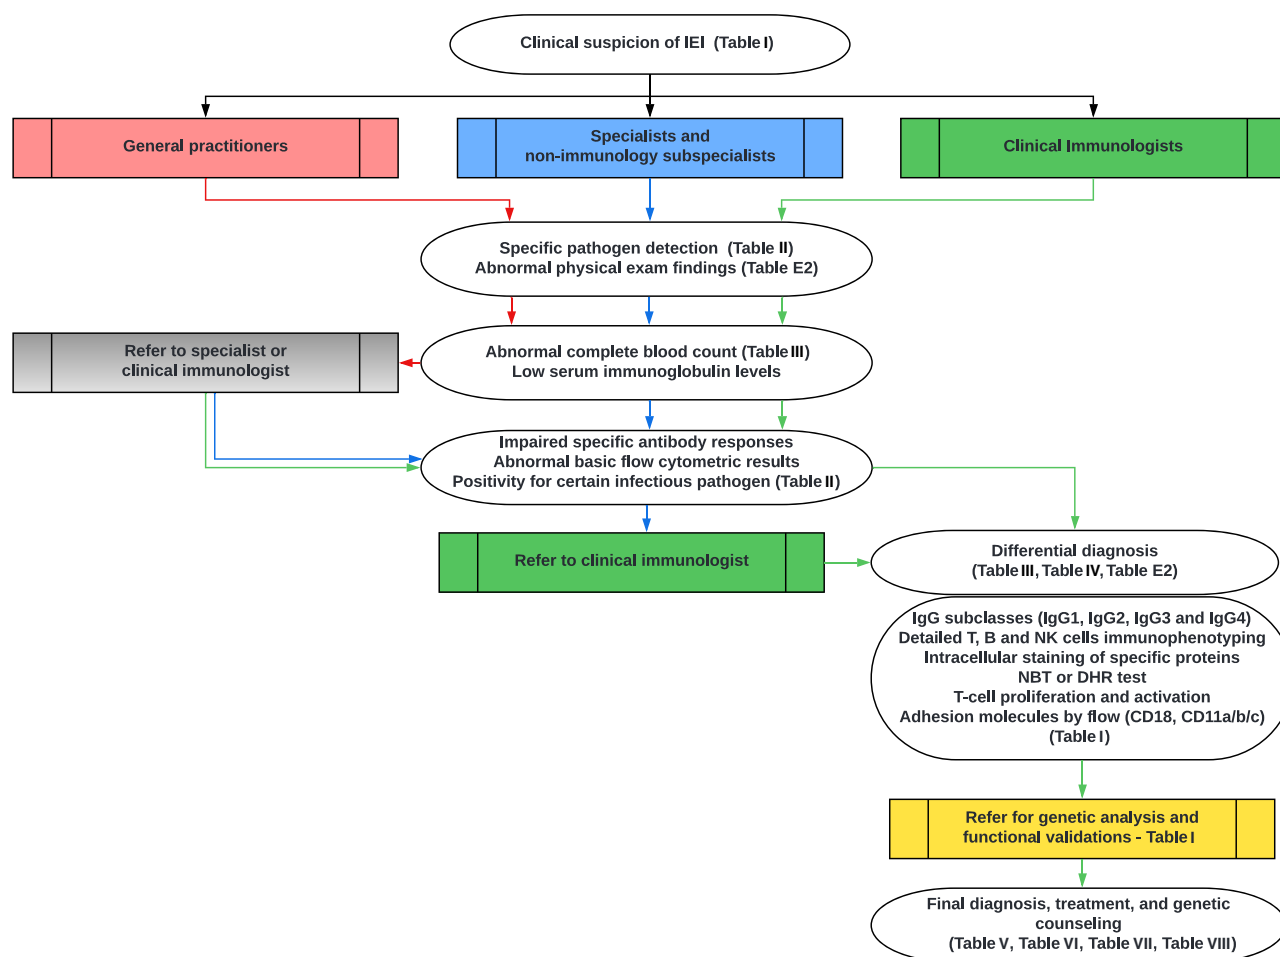 Clinical suspicion of IEI (Table I)
General practitioners
Specialists and
non-immunology subspecialists
Clinical Immunologists
Specific pathogen detection (Table II)
Abnormal physical exam findings (Table E2)
Refer to specialist or
clinical immunologist
Abnormal complete blood count (Table III)
Low serum immunoglobulin levels
Impaired specific antibody responses
Abnormal basic flow cytometric results
Positivity for certain infectious pathogen (Table II)
Refer to clinical immunologist
Differential diagnosis
(Table III, Table IV, Table E2)
IgG subclasses (IgG1, IgG2, IgG3 and IgG4)
Detailed T, B and NK cells immunophenotyping
Intracellular staining of specific proteins
NBT or DHR test
T-cell proliferation and activation
Adhesion molecules by flow (CD18, CD11a/b/c)
(Table I)
Refer for genetic analysis and
functional validations - Table I
Final diagnosis, treatment, and genetic
counseling
(Table V, Table VI, Table VII, Table VIII)